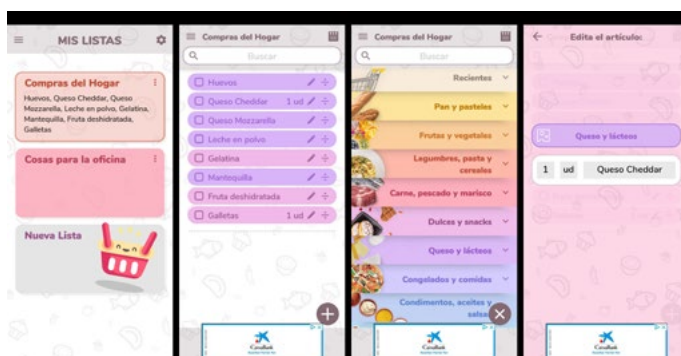 MIS LISTAS
Compras del Hogar
Huevos, Queso Cheddar, Queso
Mozzarella, Leche en polvo, Gelatina,
Mantequilla, Fruta deshidratada,
Galletas
Cosas para la oficina
Nueva Lista
Compras del Hogar
Buscar
Huevos
Queso Cheddar 1 ud
Queso Mozzarella
Leche en polvo
Gelatina
Mantequilla
Fruta deshidratada
Galletas 1 ud
CaixaBank
Compras del Hogar
Buscar
Recientes
Pan y pasteles
Frutas y vegetales
Legumbres, pasta y
cereales
Carne, pescado y marisco
Dulces y snacks
Queso y lácteos
Congelados y comidas
Condimentos, aceites y
salsas
CaixaBank
Edita el artículo:
Queso y lácteos
1 ud Queso Cheddar
CaixaBank